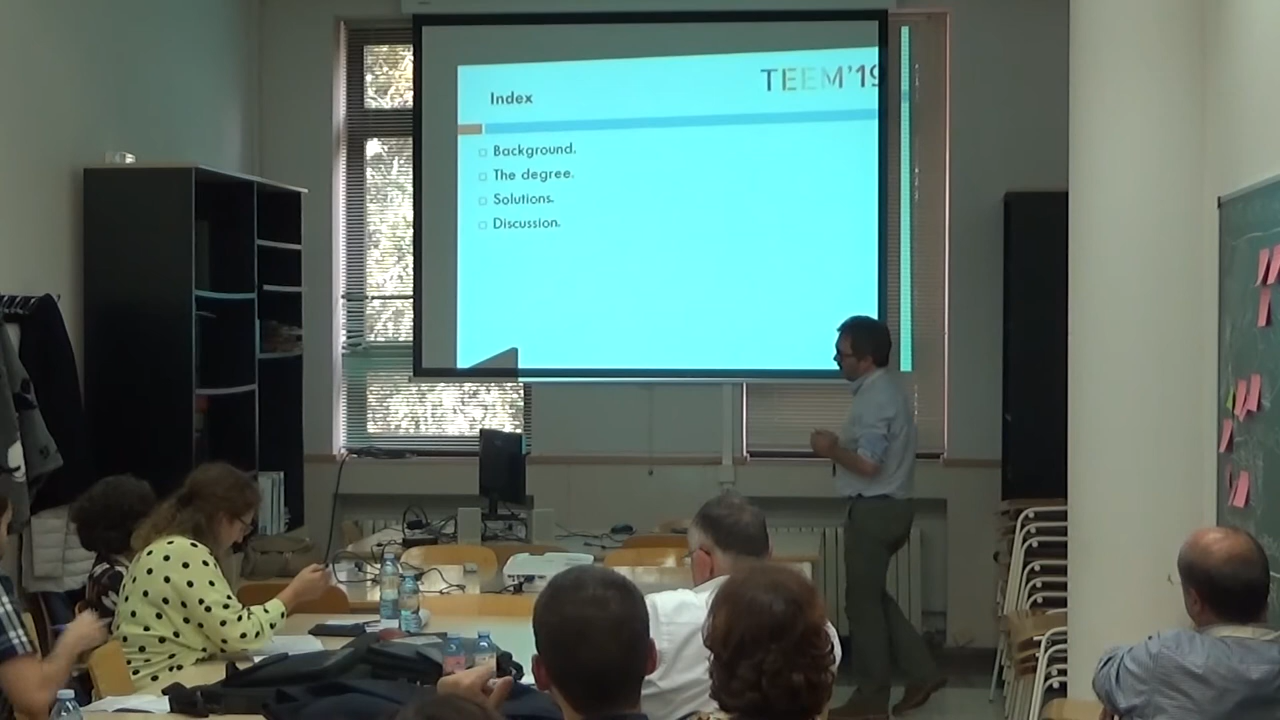 TEEM'19
Index
Background.
The degree.
Solutions.
Discussion.